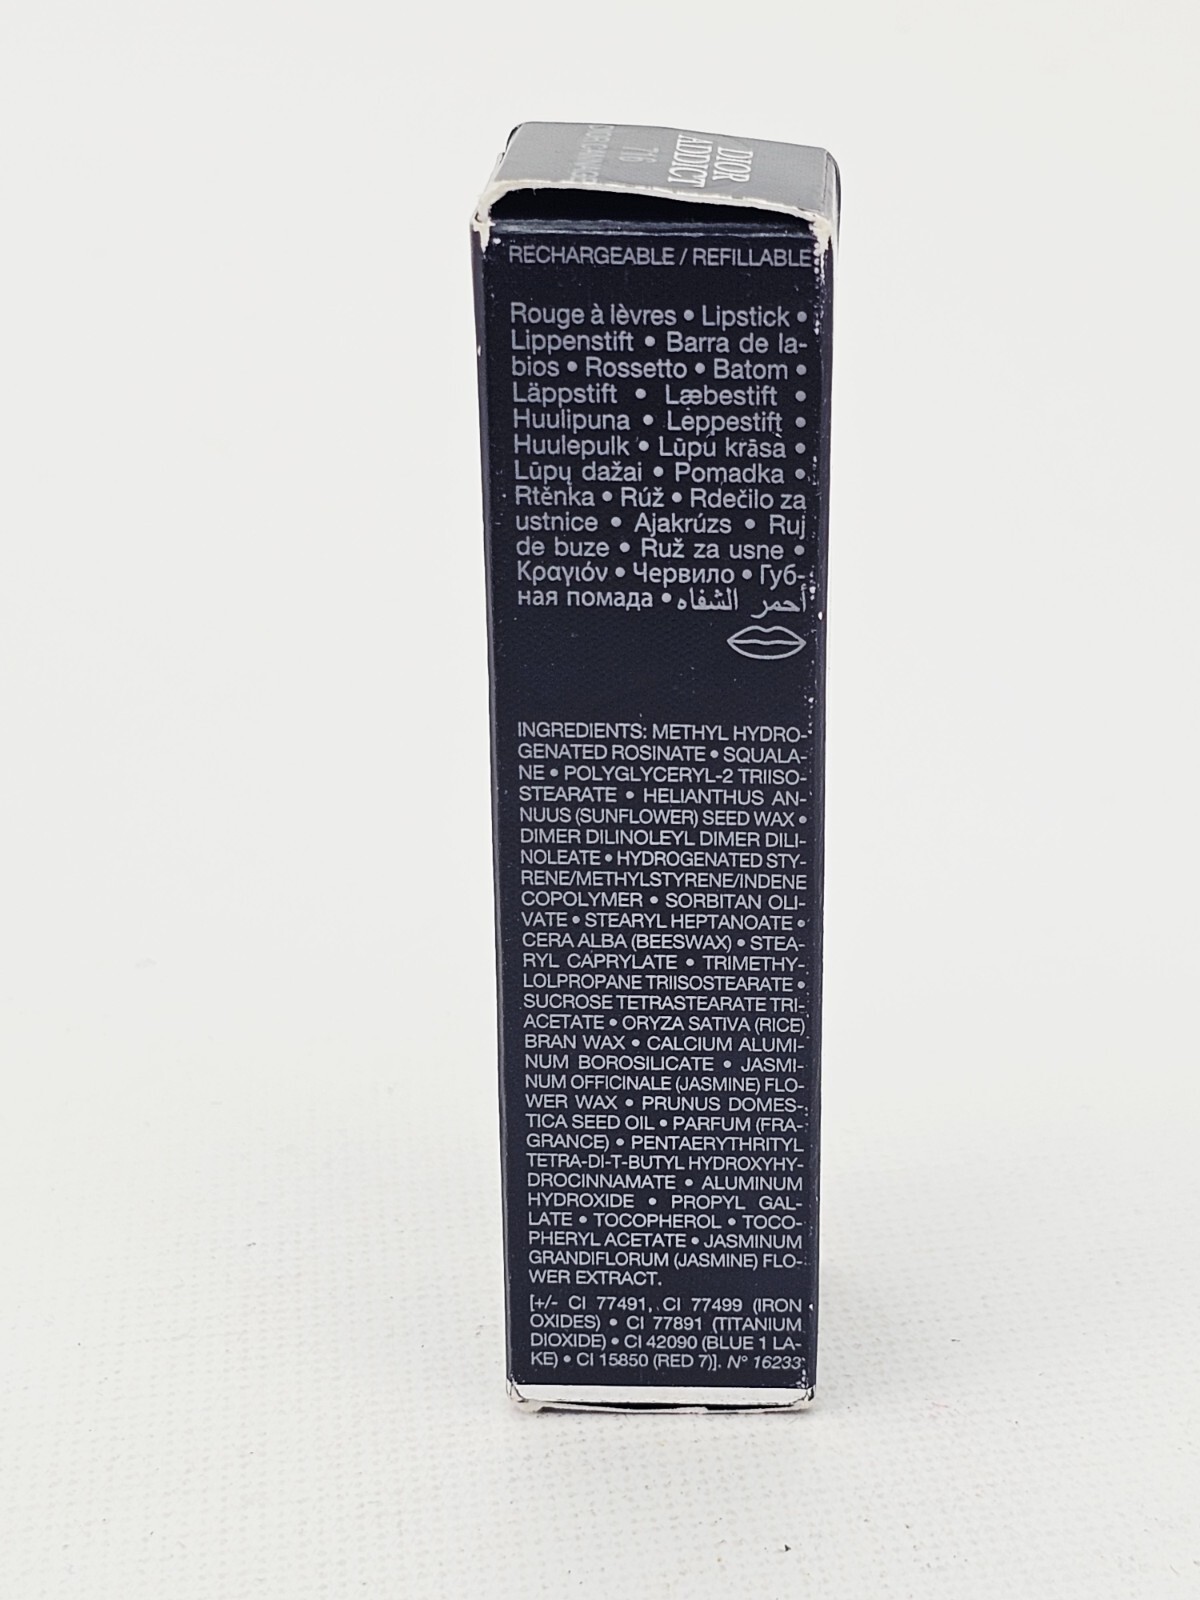 DIOR
ADDICT
716
RECHARGEABLE / REFILLABLE
Rouge à lèvres • Lipstick •
Lippenstift • Barra de la-
bios • Rossetto • Batom •
Läppstift • Læbestift •
Huulipuna • Leppestift •
Huulepulk • Lūpu krāsa •
Lūpų dažai • Pomadka •
Rtěnka • Rúž • Rdečilo za
ustnice • Ajakrúzs • Ruj
de buze • Ruž za usne •
Κραγιόν • Червило • Губ-
ная помада • أحمر الشفاه
INGREDIENTS: METHYL HYDRO-
GENATED ROSINATE • SQUALA-
NE • POLYGLYCERYL-2 TRIISO-
STEARATE • HELIANTHUS AN-
NUUS (SUNFLOWER) SEED WAX •
DIMER DILINOLEYL DIMER DILI-
NOLEATE • HYDROGENATED STY-
RENE/METHYLSTYRENE/INDENE
COPOLYMER • SORBITAN OLI-
VATE • STEARYL HEPTANOATE •
CERA ALBA (BEESWAX) • STEA-
RYL CAPRYLATE • TRIMETHY-
LOLPROPANE TRIISOSTEARATE •
SUCROSE TETRASTEARATE TRI-
ACETATE • ORYZA SATIVA (RICE)
BRAN WAX • CALCIUM ALUMI-
NUM BOROSILICATE • JASMI-
NUM OFFICINALE (JASMINE) FLO-
WER WAX • PRUNUS DOMES-
TICA SEED OIL • PARFUM (FRA-
GRANCE) • PENTAERYTHRITYL
TETRA-DI-T-BUTYL HYDROXYHY-
DROCINNAMATE • ALUMINUM
HYDROXIDE • PROPYL GAL-
LATE • TOCOPHEROL • TOCO-
PHERYL ACETATE • JASMINUM
GRANDIFLORUM (JASMINE) FLO-
WER EXTRACT.
[+/- CI 77491, CI 77499 (IRON
OXIDES) • CI 77891 (TITANIUM
DIOXIDE) • CI 42090 (BLUE 1 LA-
KE) • CI 15850 (RED 7)]. N° 16233